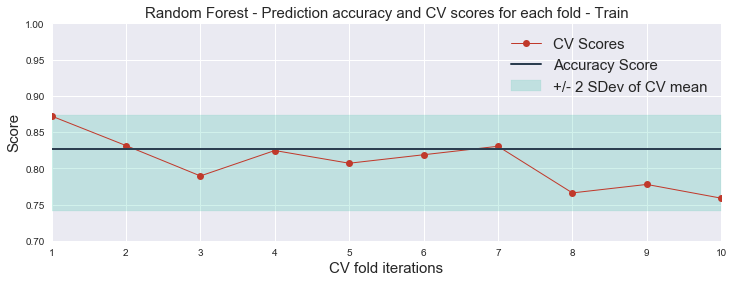 Random Forest - Prediction accuracy and CV scores for each fold - Train
1.00
0.95
0.90
0.85
0.80
0.75
0.70
Score
CV Scores
Accuracy Score
+/- 2 SDev of CV mean
1 2 3 4 5 6 7 8 9 10
CV fold iterations